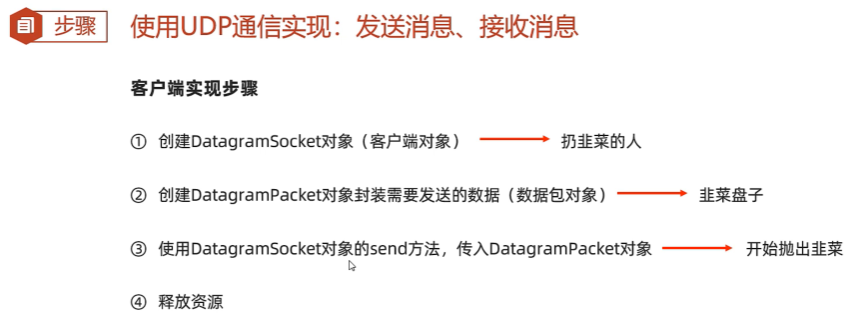 步骤 使用UDP通信实现：发送消息、接收消息
客户端实现步骤
① 创建DatagramSocket对象（客户端对象） 扔韭菜的人
② 创建DatagramPacket对象封装需要发送的数据（数据包对象） 韭菜盘子
③ 使用DatagramSocket对象的send方法，传入DatagramPacket对象 开始抛出韭菜
④ 释放资源